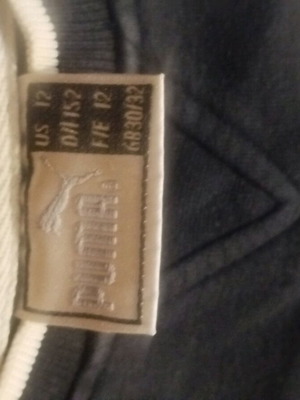 US 12
D/I 152
F/E 12
GB 30/32
PUMA